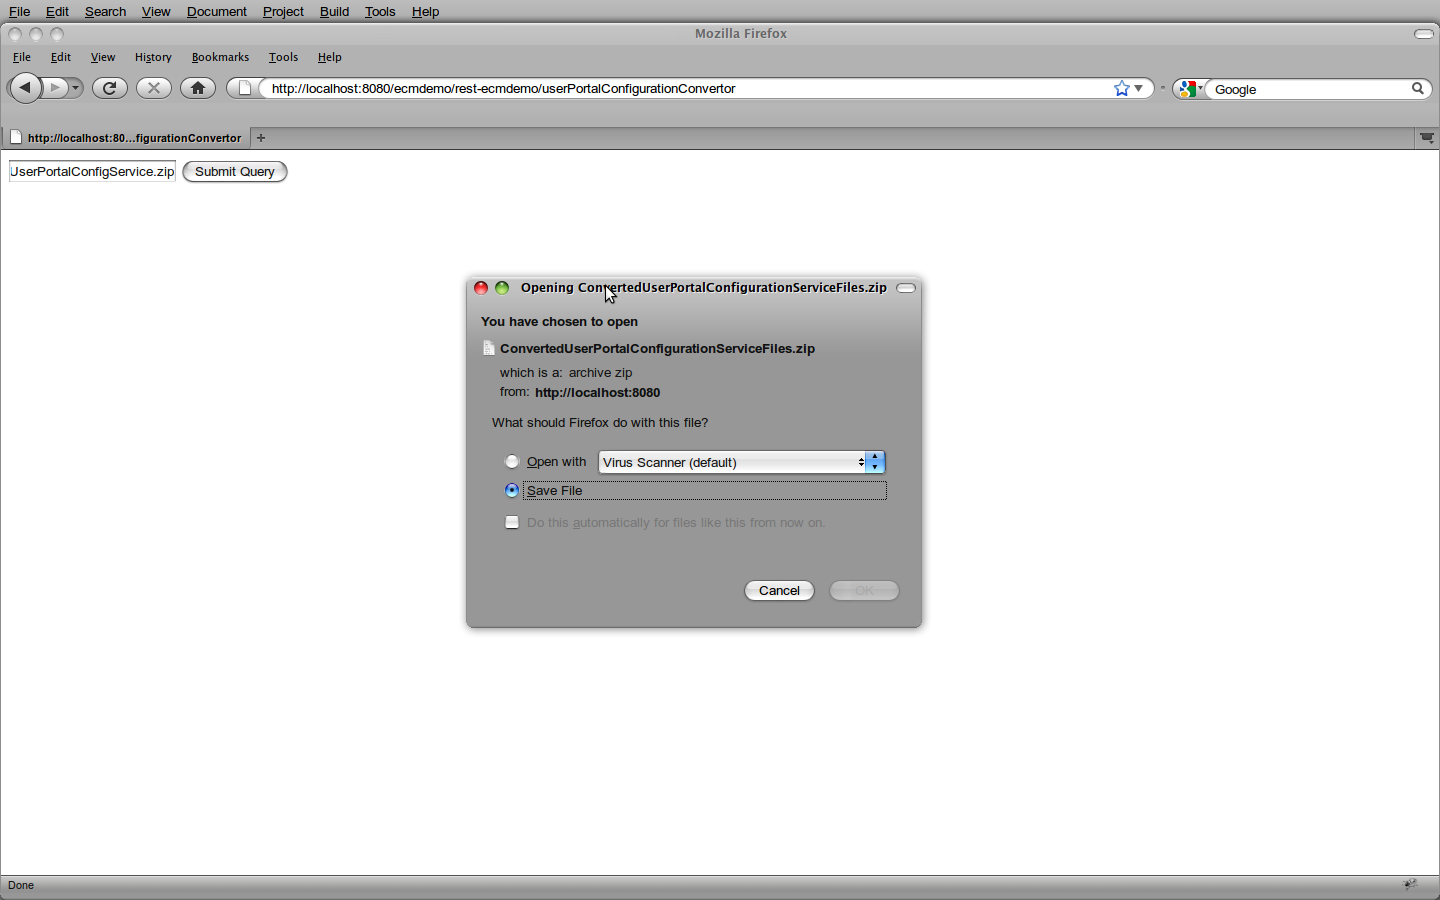 File Edit Search View Document Project Build Tools Help
Mozilla Firefox
File Edit View History Bookmarks Tools Help
http://localhost:8080/ecmdemo/rest-ecmdemo/userPortalConfigurationConvertor
Google
http://localhost:80...figurationConvertor
UserPortalConfigService.zip Submit Query
Opening ConvertedUserPortalConfigurationServiceFiles.zip
You have chosen to open
ConvertedUserPortalConfigurationServiceFiles.zip
which is a: archive zip
from: http://localhost:8080
What should Firefox do with this file?
Open with Virus Scanner (default)
Save File
Do this automatically for files like this from now on.
Cancel OK
Done